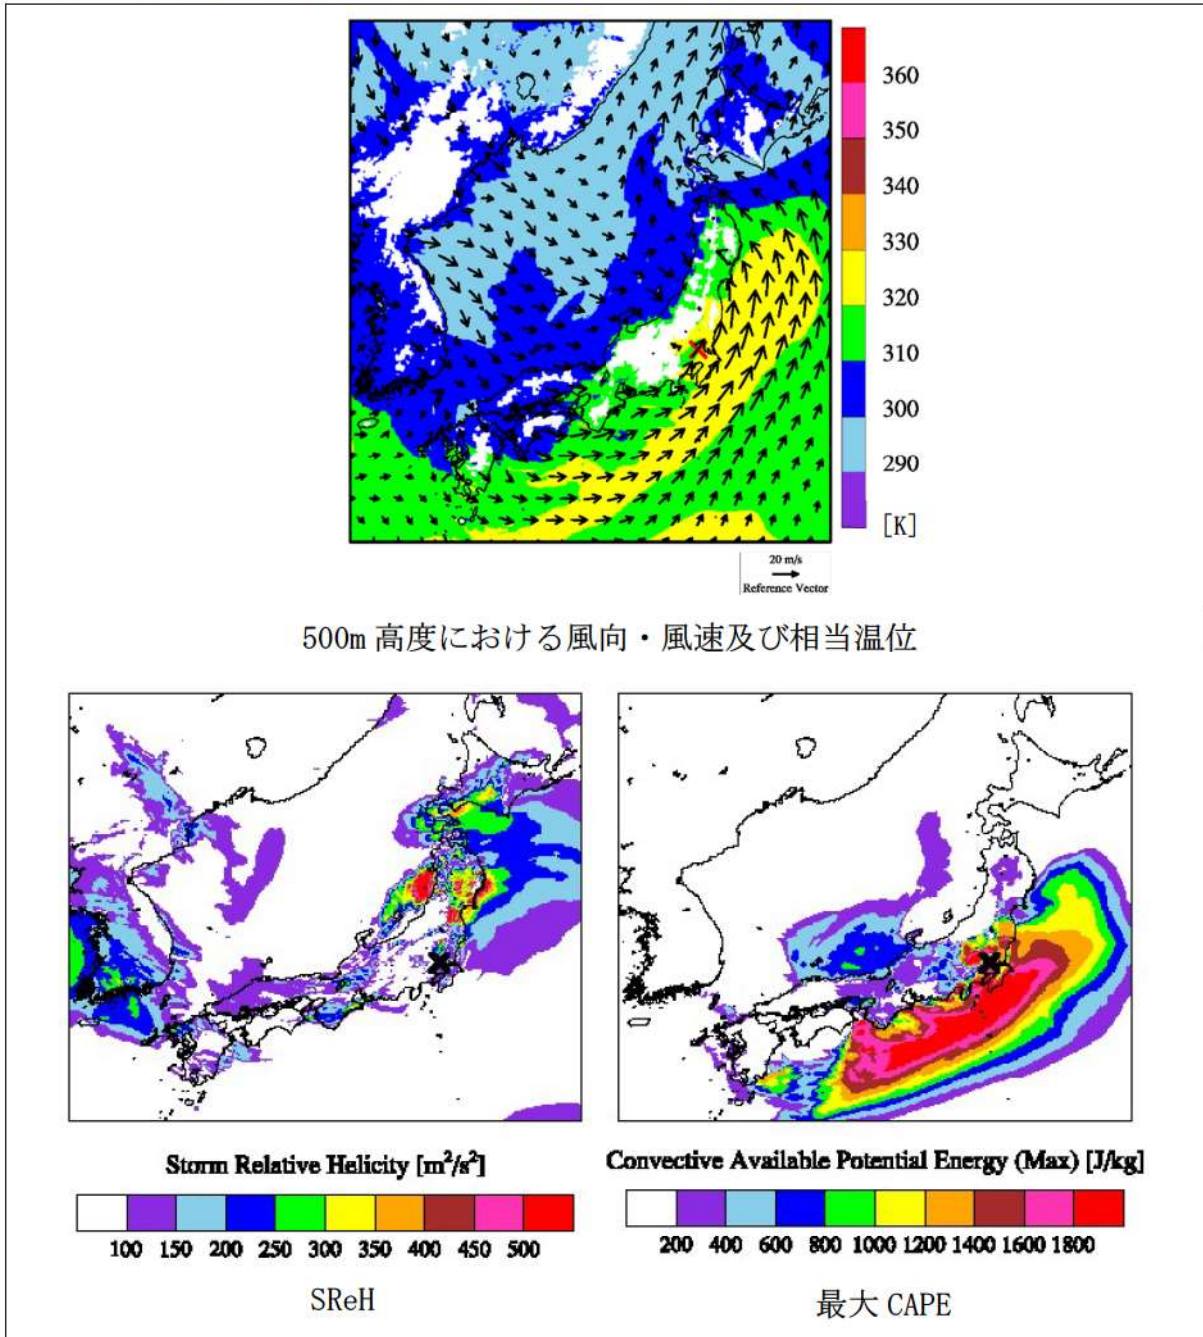 360
350
340
330
320
310
300
290
[K]
20 m/s
Reference Vector
500m 高度における風向・風速及び相当温位
Storm Relative Helicity [m²/s²]
100 150 200 250 300 350 400 450 500
SReH
Convective Available Potential Energy (Max) [J/kg]
200 400 600 800 1000 1200 1400 1600 1800
最大 CAPE